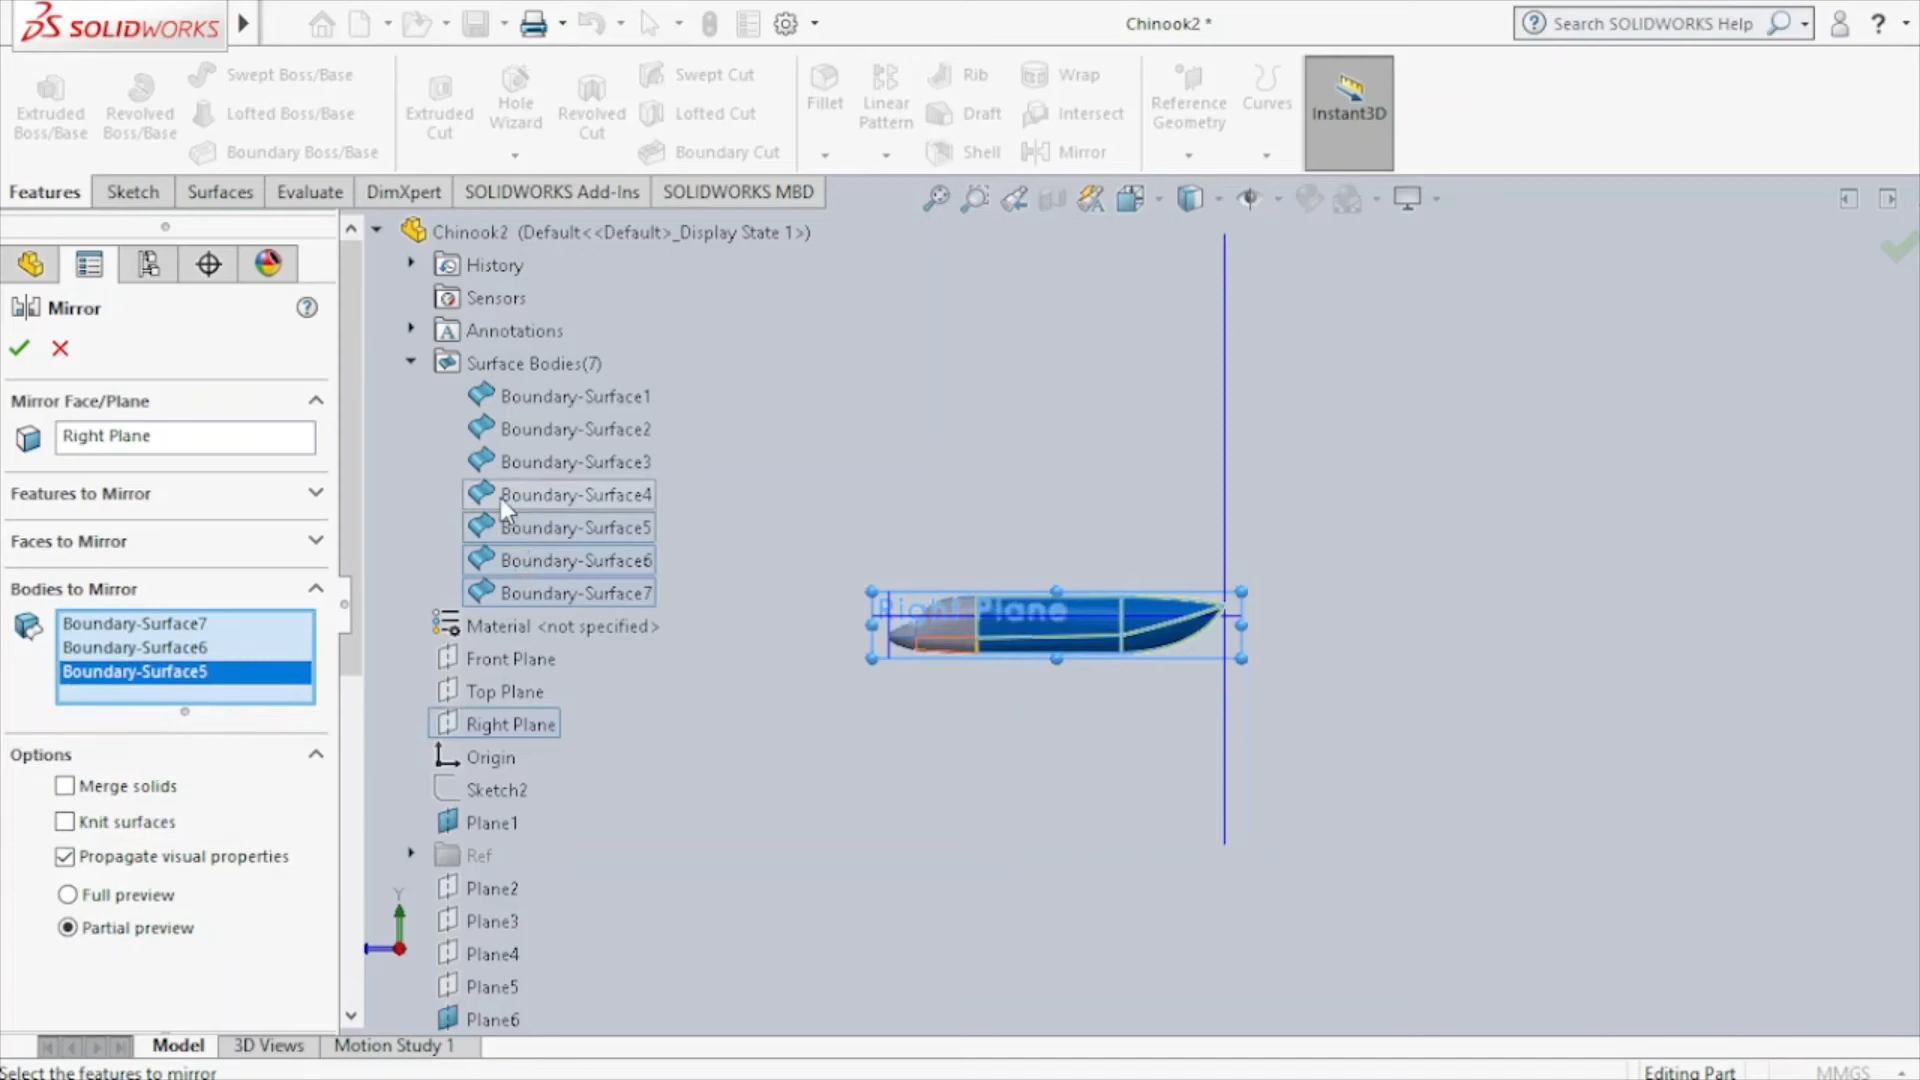 SOLIDWORKS
Chinook2 *
Search SOLIDWORKS Help
Extruded Boss/Base
Revolved Boss/Base
Swept Boss/Base
Lofted Boss/Base
Boundary Boss/Base
Extruded Cut
Hole Wizard
Revolved Cut
Swept Cut
Lofted Cut
Boundary Cut
Fillet
Linear Pattern
Rib
Draft
Shell
Wrap
Intersect
Mirror
Reference Geometry
Curves
Instant3D
Features
Sketch
Surfaces
Evaluate
DimXpert
SOLIDWORKS Add-Ins
SOLIDWORKS MBD
Mirror
Mirror Face/Plane
Right Plane
Features to Mirror
Faces to Mirror
Bodies to Mirror
Boundary-Surface7
Boundary-Surface6
Boundary-Surface5
Options
Merge solids
Knit surfaces
Propagate visual properties
Full preview
Partial preview
Chinook2 (Default<<Default>_Display State 1>)
History
Sensors
Annotations
Surface Bodies(7)
Boundary-Surface1
Boundary-Surface2
Boundary-Surface3
Boundary-Surface4
Boundary-Surface5
Boundary-Surface6
Boundary-Surface7
Material <not specified>
Front Plane
Top Plane
Right Plane
Origin
Sketch2
Plane1
Ref
Plane2
Plane3
Plane4
Plane5
Plane6
Right Plane
Y
Model
3D Views
Motion Study 1
Select the features to mirror
Editing Part
MMGS